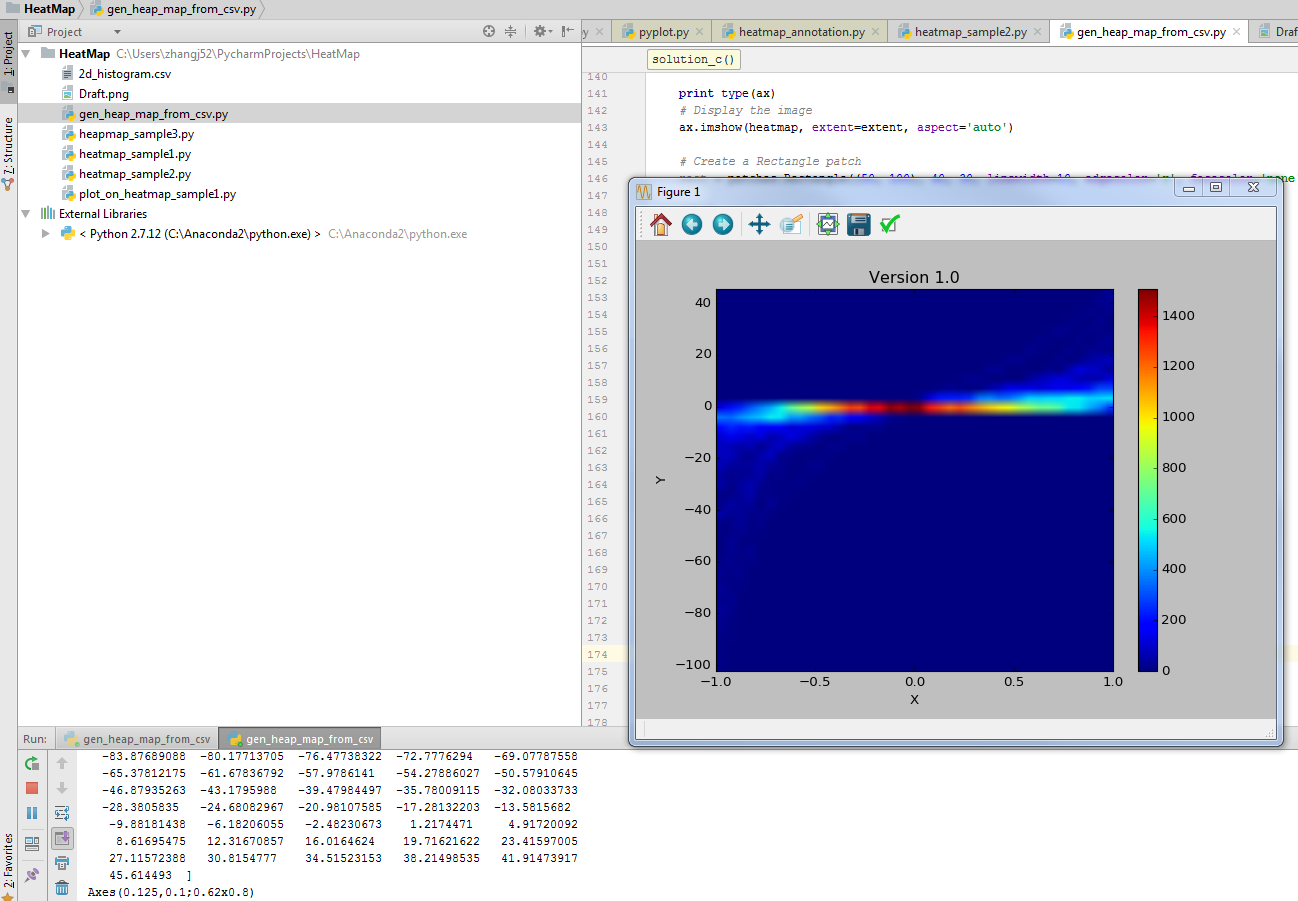 HeatMap gen_heap_map_from_csv.py
Project
y pyplot.py heatmap_annotation.py heatmap_sample2.py gen_heap_map_from_csv.py Draf
1: Project
HeatMap C:\Users\zhangj52\PycharmProjects\HeatMap
2d_histogram.csv
Draft.png
gen_heap_map_from_csv.py
heapmap_sample3.py
heatmap_sample1.py
heatmap_sample2.py
plot_on_heatmap_sample1.py
External Libraries
< Python 2.7.12 (C:\Anaconda2\python.exe) > C:\Anaconda2\python.exe
Z: Structure
solution_c()
140
141 print type(ax)
142 # Display the image
143 ax.imshow(heatmap, extent=extent, aspect='auto')
144
145 # Create a Rectangle patch
146
147
148
149
150
151
152
153
154
155
156
157
158
159
160
161
162
163
164
165
166
167
168
169
170
171
172
173
174
175
176
177
178
Figure 1
Version 1.0
40
20
0
−20
−40
−60
−80
−100
Y
−1.0 −0.5 0.0 0.5 1.0
X
1400
1200
1000
800
600
400
200
0
Run: gen_heap_map_from_csv gen_heap_map_from_csv
-83.87689088 -80.17713705 -76.47738322 -72.7776294 -69.07787558
-65.37812175 -61.67836792 -57.9786141 -54.27886027 -50.57910645
-46.87935263 -43.1795988 -39.47984497 -35.78009115 -32.08033733
-28.3805835 -24.68082967 -20.98107585 -17.28132203 -13.5815682
-9.88181438 -6.18206055 -2.48230673 1.2174471 4.91720092
8.61695475 12.31670857 16.0164624 19.71621622 23.41597005
27.11572388 30.8154777 34.51523153 38.21498535 41.91473917
45.614493 ]
Axes(0.125,0.1;0.62x0.8)
2: Favorites